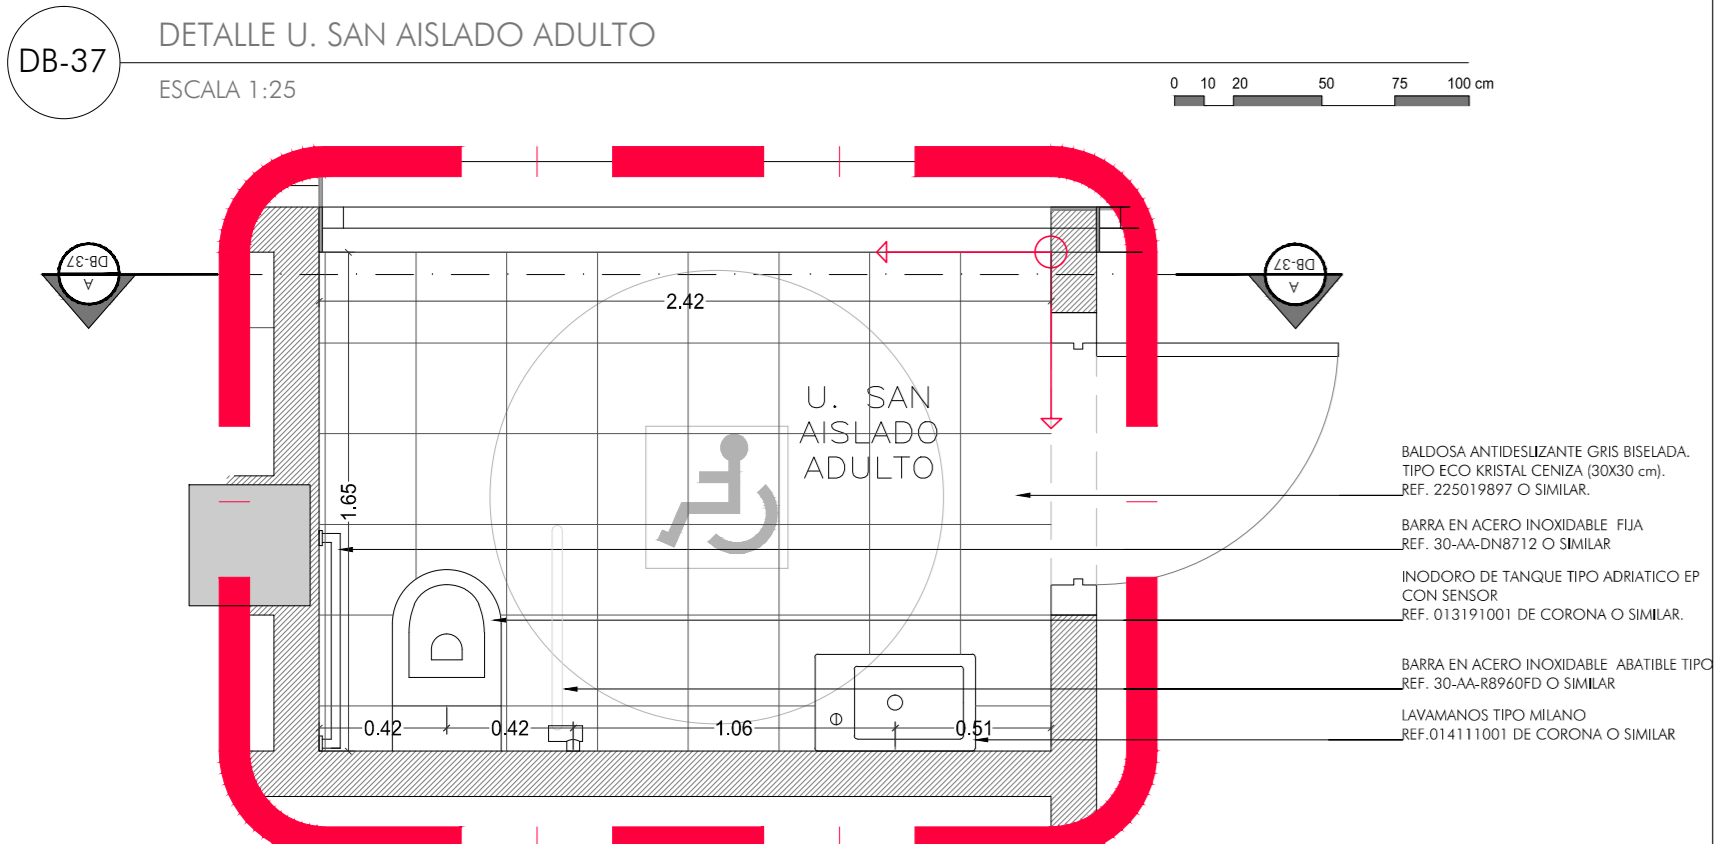 DB-37
DETALLE U. SAN AISLADO ADULTO
ESCALA 1:25
0 10 20 50 75 100 cm
DB-37
A
DB-37
A
2.42
1.65
U. SAN
AISLADO
ADULTO
0.42
0.42
1.06
0.51
BALDOSA ANTIDESLIZANTE GRIS BISELADA.
TIPO ECO KRISTAL CENIZA (30X30 cm).
REF. 225019897 O SIMILAR.
BARRA EN ACERO INOXIDABLE FIJA
REF. 30-AA-DN8712 O SIMILAR
INODORO DE TANQUE TIPO ADRIATICO EP
CON SENSOR
REF. 013191001 DE CORONA O SIMILAR.
BARRA EN ACERO INOXIDABLE ABATIBLE TIPO
REF. 30-AA-R8960FD O SIMILAR
LAVAMANOS TIPO MILANO
REF.014111001 DE CORONA O SIMILAR